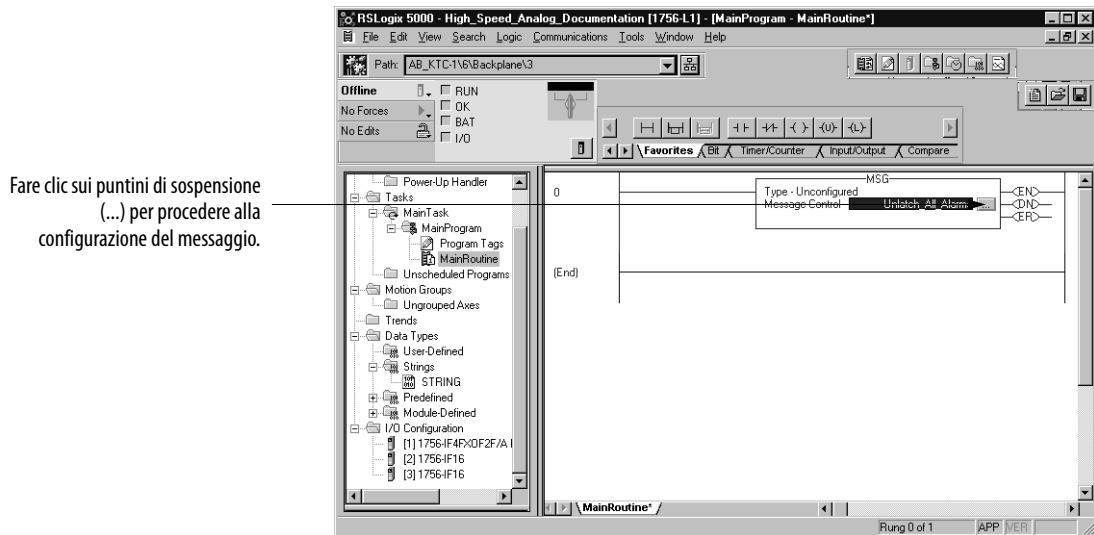 RSLogix 5000 - High_Speed_Analog_Documentation [1756-L1] - [MainProgram - MainRoutine*]
File Edit View Search Logic Communications Tools Window Help
Path: AB_KTC-1\6\Backplane\3
Offline
RUN
No Forces
OK
BAT
No Edits
I/O
Favorites Bit Timer/Counter Input/Output Compare
Fare clic sui puntini di sospensione
(...) per procedere alla
configurazione del messaggio.
Power-Up Handler
Tasks
MainTask
MainProgram
Program Tags
MainRoutine
Unscheduled Programs
Motion Groups
Ungrouped Axes
Trends
Data Types
User-Defined
Strings
STRING
Predefined
Module-Defined
I/O Configuration
[1] 1756-IF4FXOF2F/A
[2] 1756-IF16
[3] 1756-IF16
0
MSG
Type - Unconfigured
Message Control Unlatch_All_Alarm ...
EN
DN
ER
(End)
MainRoutine*
Rung 0 of 1 APP VER